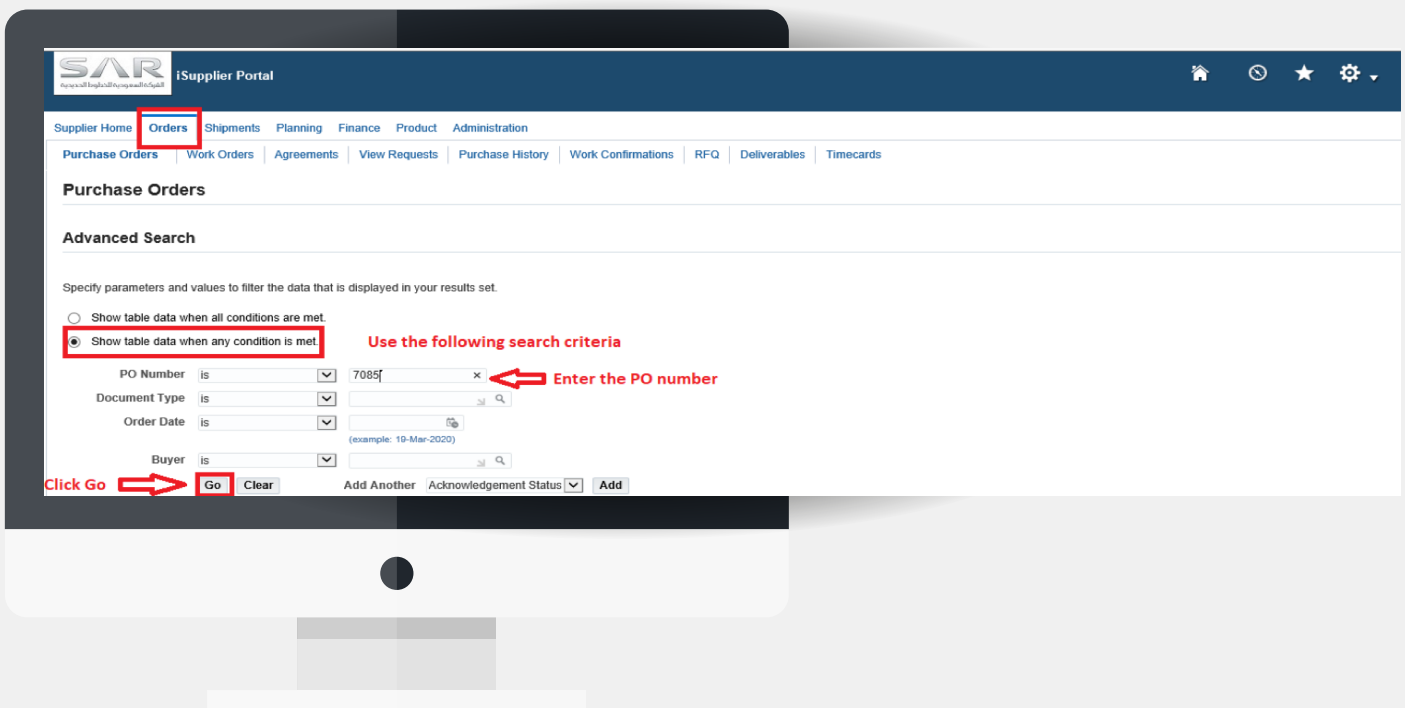 SAR
الشركة السعودية للخطوط الحديدية
iSupplier Portal
Supplier Home Orders Shipments Planning Finance Product Administration
Purchase Orders Work Orders Agreements View Requests Purchase History Work Confirmations RFQ Deliverables Timecards
Purchase Orders
Advanced Search
Specify parameters and values to filter the data that is displayed in your results set.
Show table data when all conditions are met.
Show table data when any condition is met. Use the following search criteria
PO Number is 7085 × Enter the PO number
Document Type is
Order Date is
(example: 19-Mar-2020)
Buyer is
Click Go Go Clear Add Another Acknowledgement Status Add